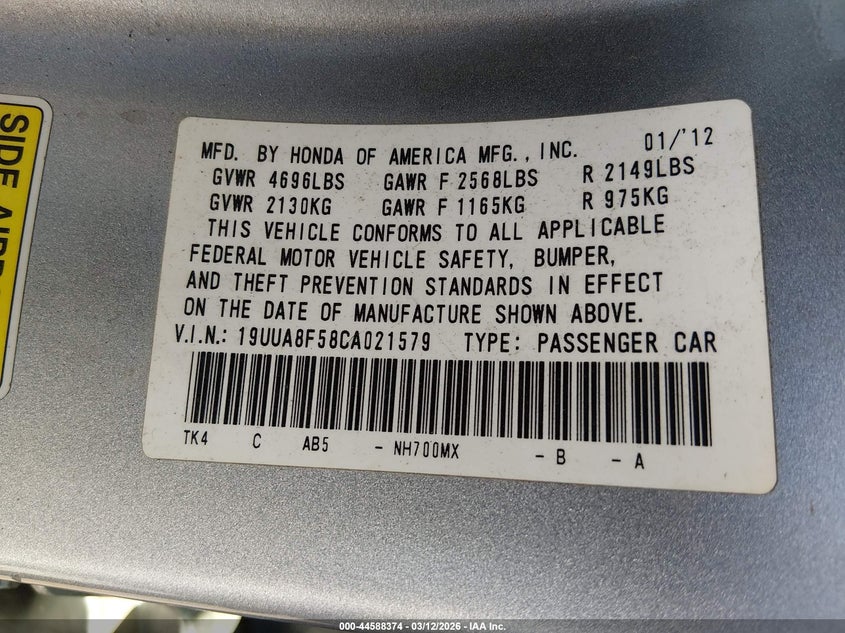 SIDE AIRB
MFD. BY HONDA OF AMERICA MFG., INC. 01/'12
GVWR 4696LBS GAWR F 2568LBS R 2149LBS
GVWR 2130KG GAWR F 1165KG R 975KG
THIS VEHICLE CONFORMS TO ALL APPLICABLE
FEDERAL MOTOR VEHICLE SAFETY, BUMPER,
AND THEFT PREVENTION STANDARDS IN EFFECT
ON THE DATE OF MANUFACTURE SHOWN ABOVE.
V.I.N.: 19UUA8F58CA021579 TYPE: PASSENGER CAR
TK4 C AB5 - NH700MX - B - A
000-44588374 | 03/12/2026 - IAA Inc.